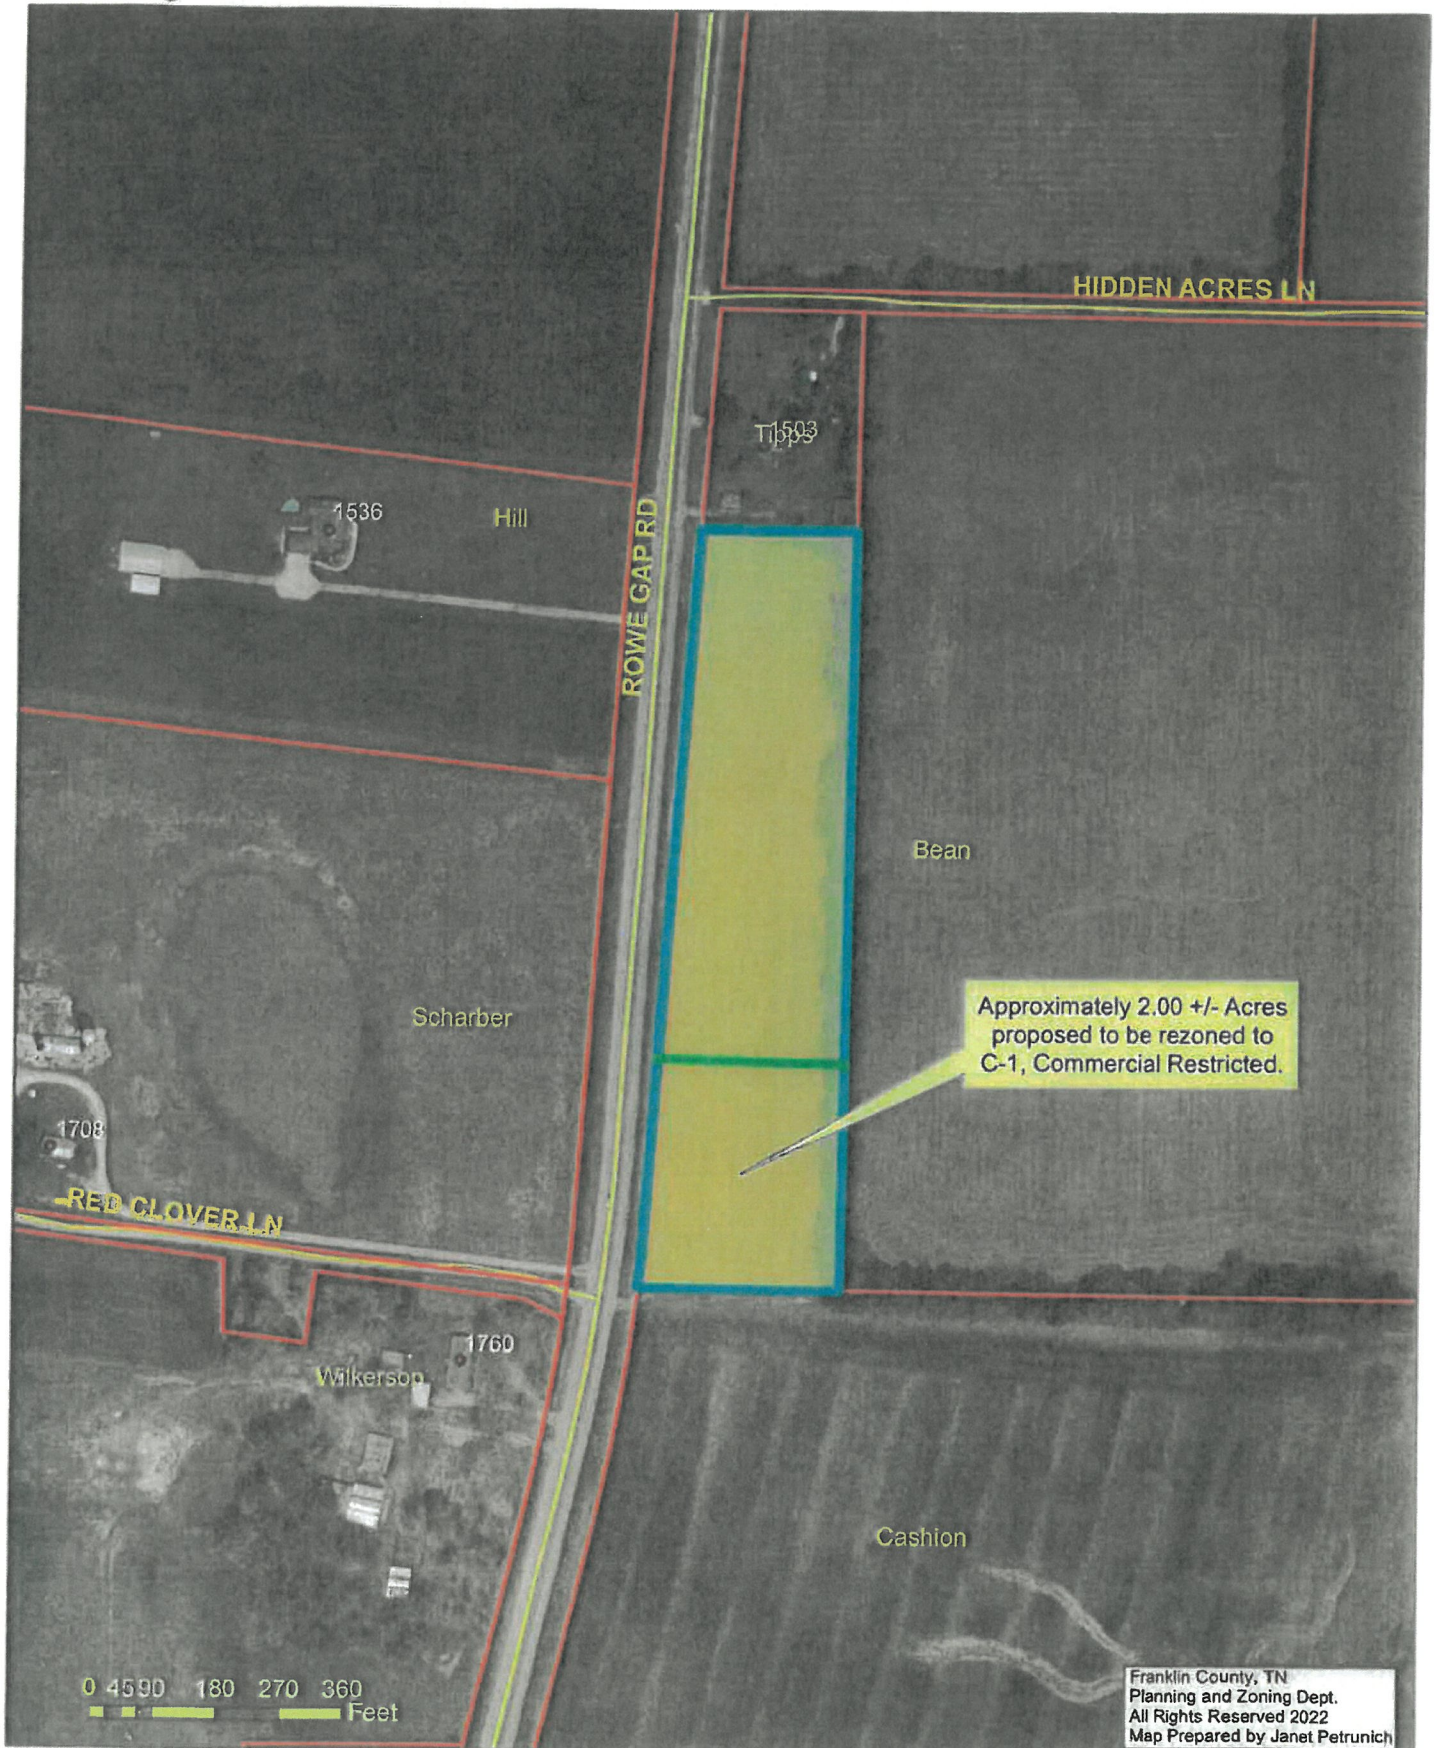 HIDDEN ACRES LN
Tipps
1503
1536
Hill
ROWE GAP RD
Bean
Scharber
Approximately 2.00 +/- Acres
proposed to be rezoned to
C-1, Commercial Restricted.
1708
RED CLOVER LN
1760
Wilkerson
Cashion
0 45 90 180 270 360
Feet
Franklin County, TN
Planning and Zoning Dept.
All Rights Reserved 2022
Map Prepared by Janet Petrunich